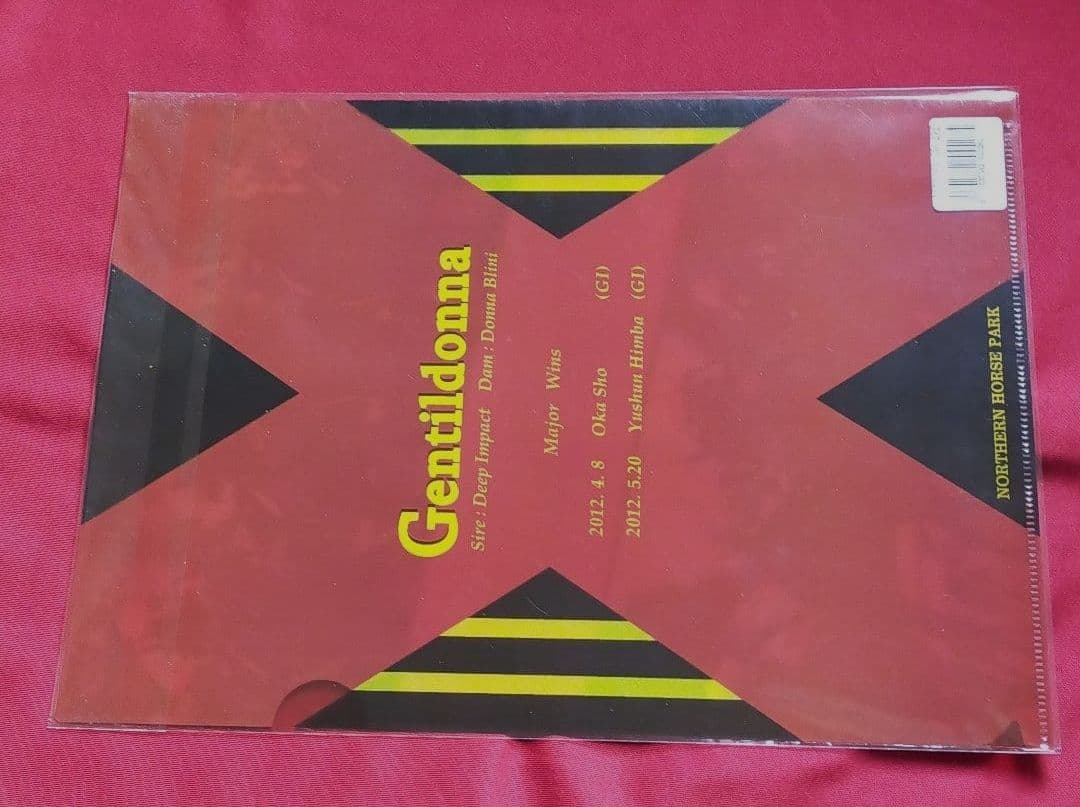 Gentildonna
Sire : Deep Impact Dam : Donna Blini
Major Wins
2012. 4. 8 Oka Sho (GI)
2012. 5.20 Yushun Himba (GI)
NORTHERN HORSE PARK